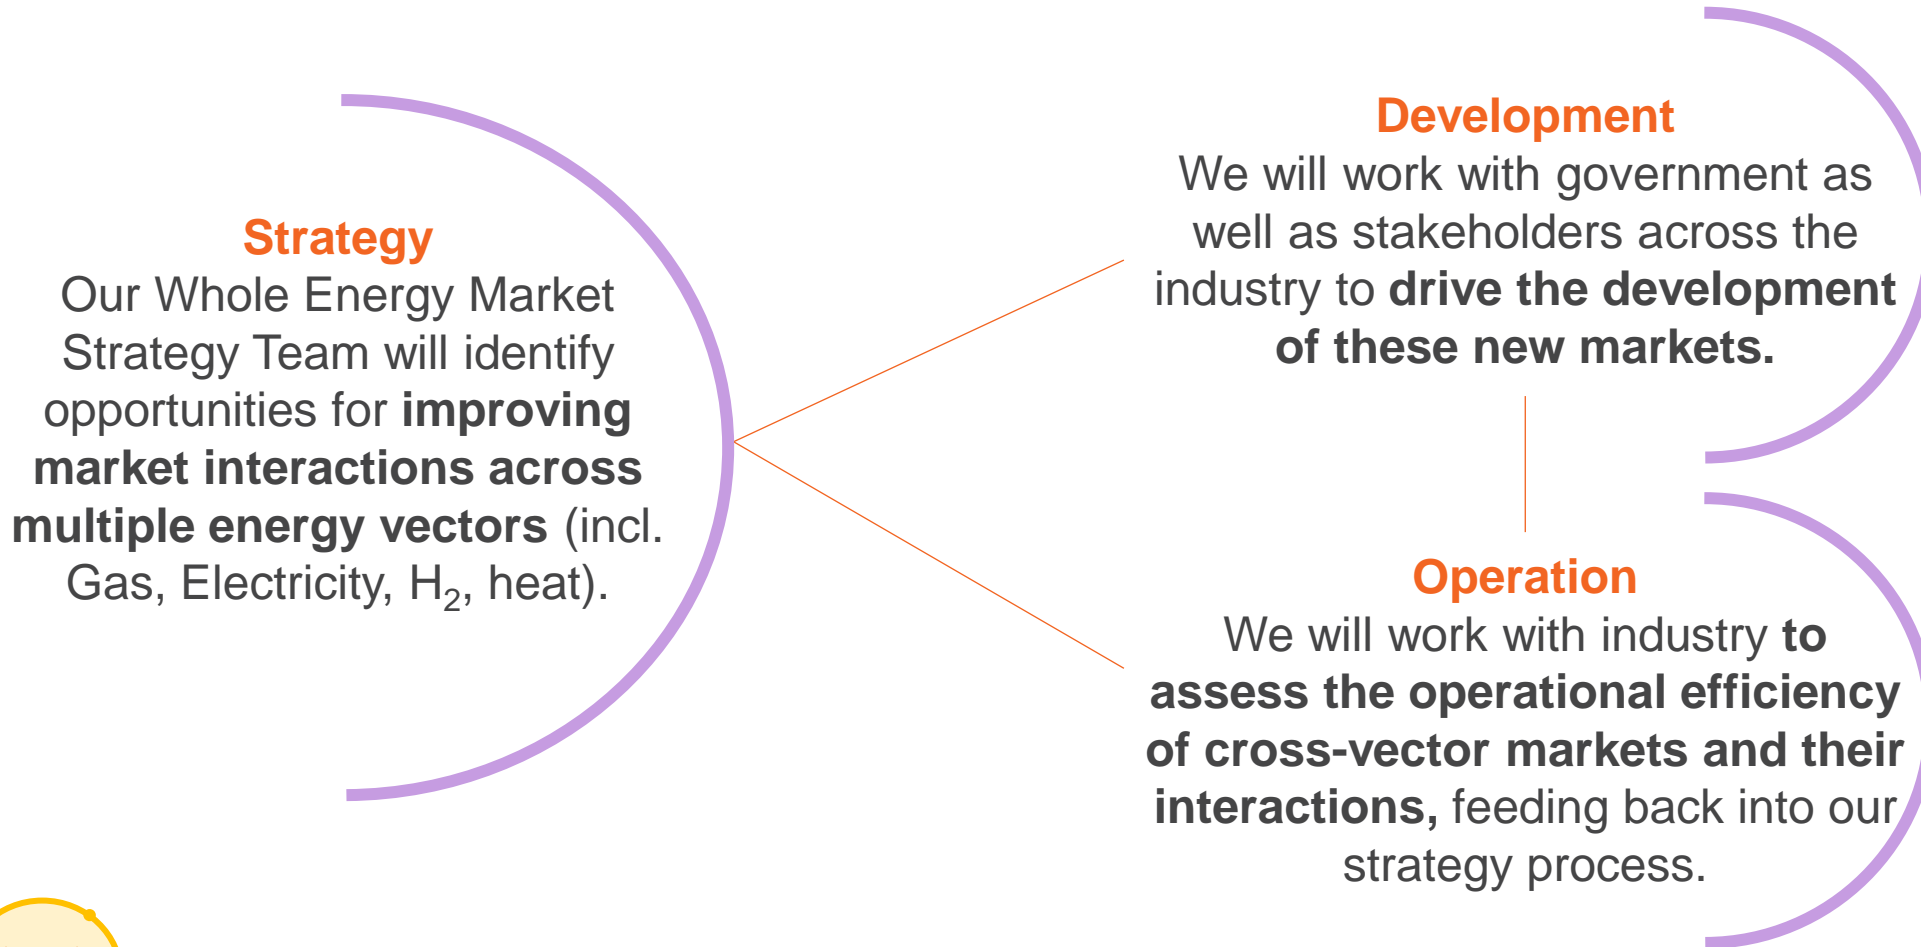 Strategy
Our Whole Energy Market
Strategy Team will identify
opportunities for improving
market interactions across
multiple energy vectors (incl.
Gas, Electricity, H₂, heat).
Development
We will work with government as
well as stakeholders across the
industry to drive the development
of these new markets.
Operation
We will work with industry to
assess the operational efficiency
of cross-vector markets and their
interactions, feeding back into our
strategy process.